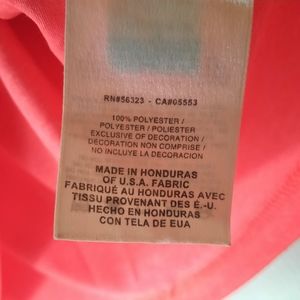 RN#56323 - CA#05553
100% POLYESTER /
POLYESTER / POLIESTER
EXCLUSIVE OF DECORATION /
DECORATION NON COMPRISE /
NO INCLUYE LA DECORACION
MADE IN HONDURAS
OF U.S.A. FABRIC
FABRIQUÉ AU HONDURAS AVEC
TISSU PROVENANT DES É.-U.
HECHO EN HONDURAS
CON TELA DE EUA